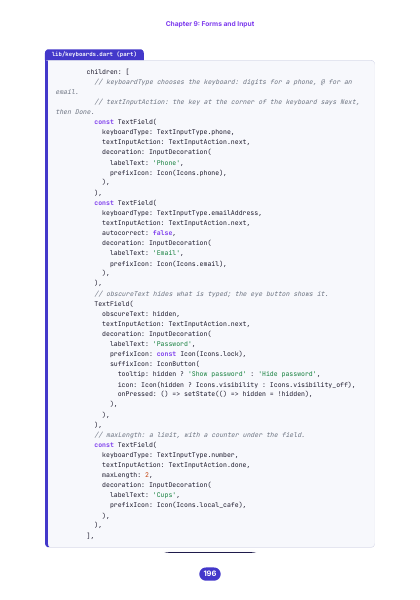 Chapter 9: Forms and Input
lib/keyboards.dart (part)
children: [
// keyboardType chooses the keyboard: digits for a phone, @ for an
email.
// textInputAction: the key at the corner of the keyboard says Next,
then Done.
const TextField(
keyboardType: TextInputType.phone,
textInputAction: TextInputAction.next,
decoration: InputDecoration(
labelText: 'Phone',
prefixIcon: Icon(Icons.phone),
),
),
const TextField(
keyboardType: TextInputType.emailAddress,
textInputAction: TextInputAction.next,
autocorrect: false,
decoration: InputDecoration(
labelText: 'Email',
prefixIcon: Icon(Icons.email),
),
),
// obscureText hides what is typed; the eye button shows it.
TextField(
obscureText: hidden,
textInputAction: TextInputAction.next,
decoration: InputDecoration(
labelText: 'Password',
prefixIcon: const Icon(Icons.lock),
suffixIcon: IconButton(
tooltip: hidden ? 'Show password' : 'Hide password',
icon: Icon(hidden ? Icons.visibility : Icons.visibility_off),
onPressed: () => setState(() => hidden = !hidden),
),
),
),
// maxLength: a limit, with a counter under the field.
const TextField(
keyboardType: TextInputType.number,
textInputAction: TextInputAction.done,
maxLength: 2,
decoration: InputDecoration(
labelText: 'Cups',
prefixIcon: Icon(Icons.local_cafe),
),
),
],
196